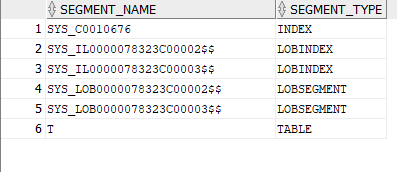 SEGMENT_NAME SEGMENT_TYPE
1 SYS_C0010676 INDEX
2 SYS_IL0000078323C00002$$ LOBINDEX
3 SYS_IL0000078323C00003$$ LOBINDEX
4 SYS_LOB0000078323C00002$$ LOBSEGMENT
5 SYS_LOB0000078323C00003$$ LOBSEGMENT
6 T TABLE